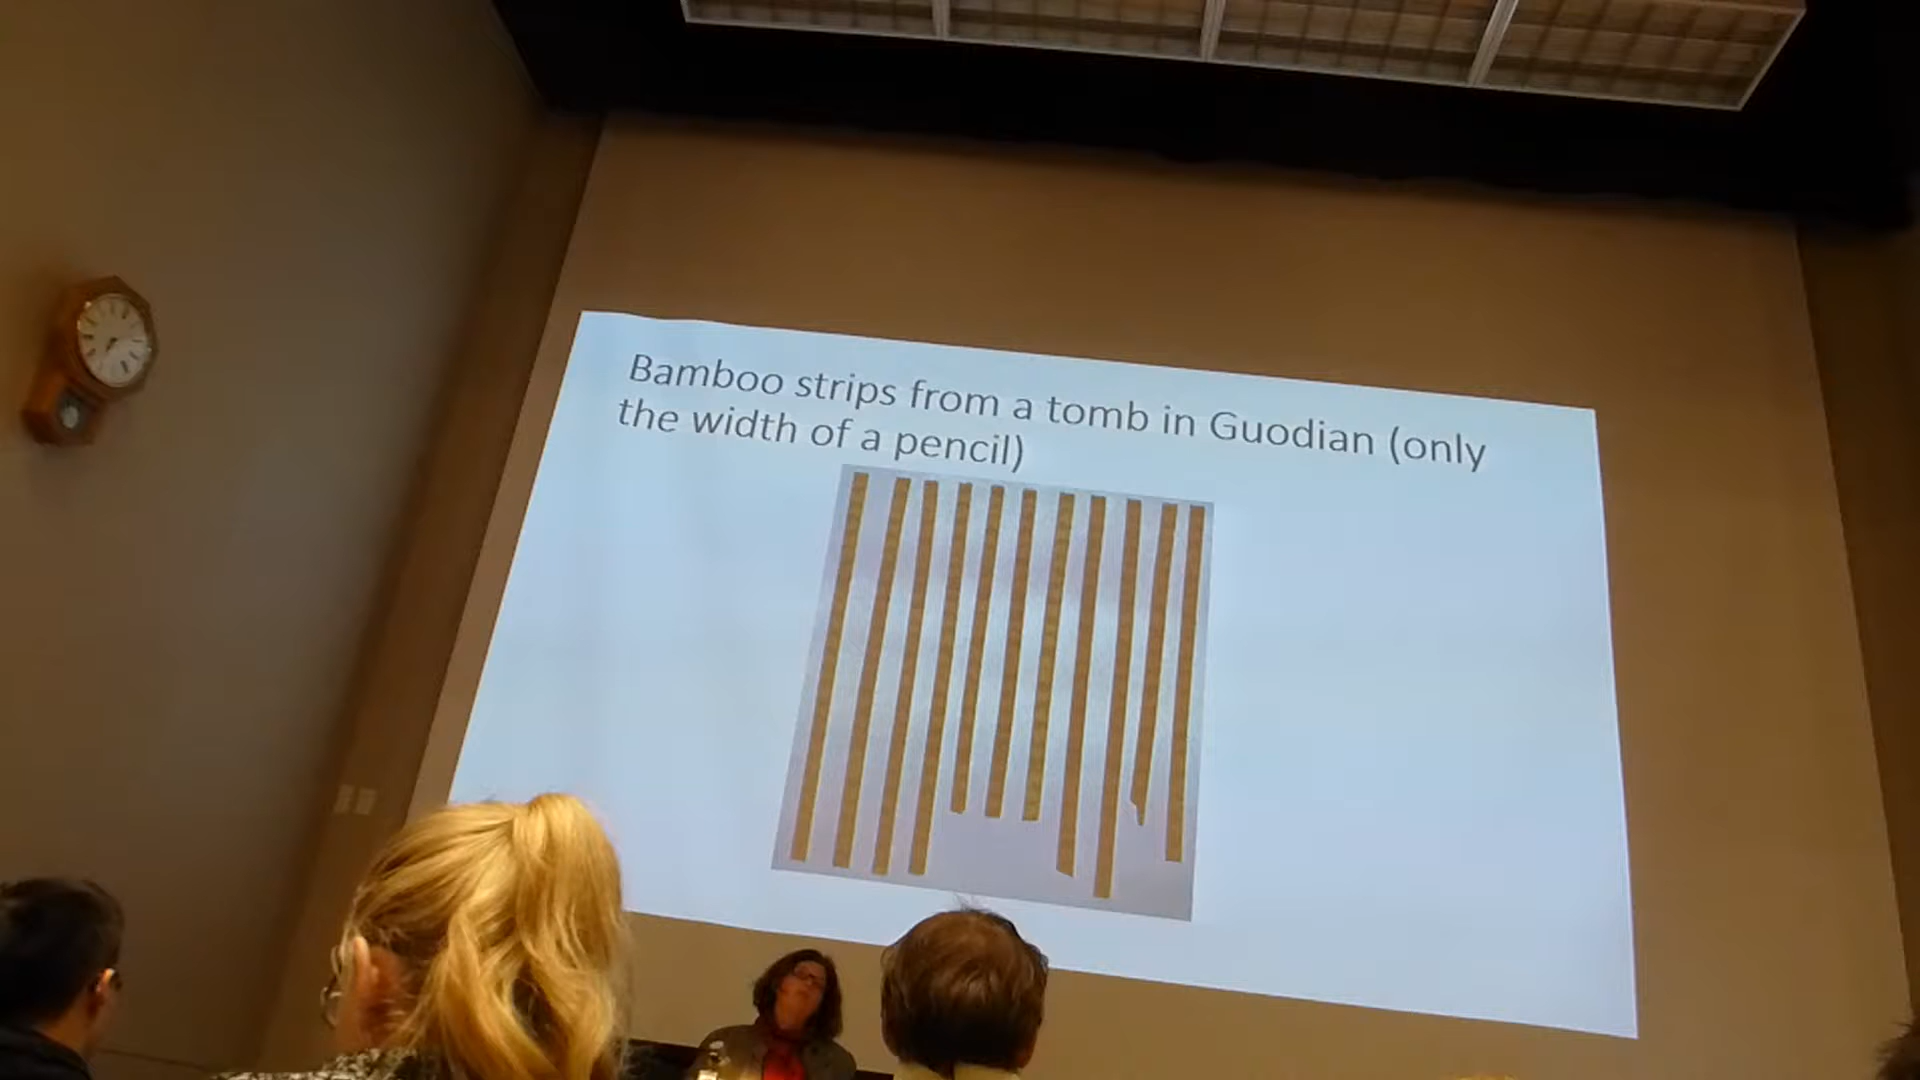 Bamboo strips from a tomb in Guodian (only
the width of a pencil)